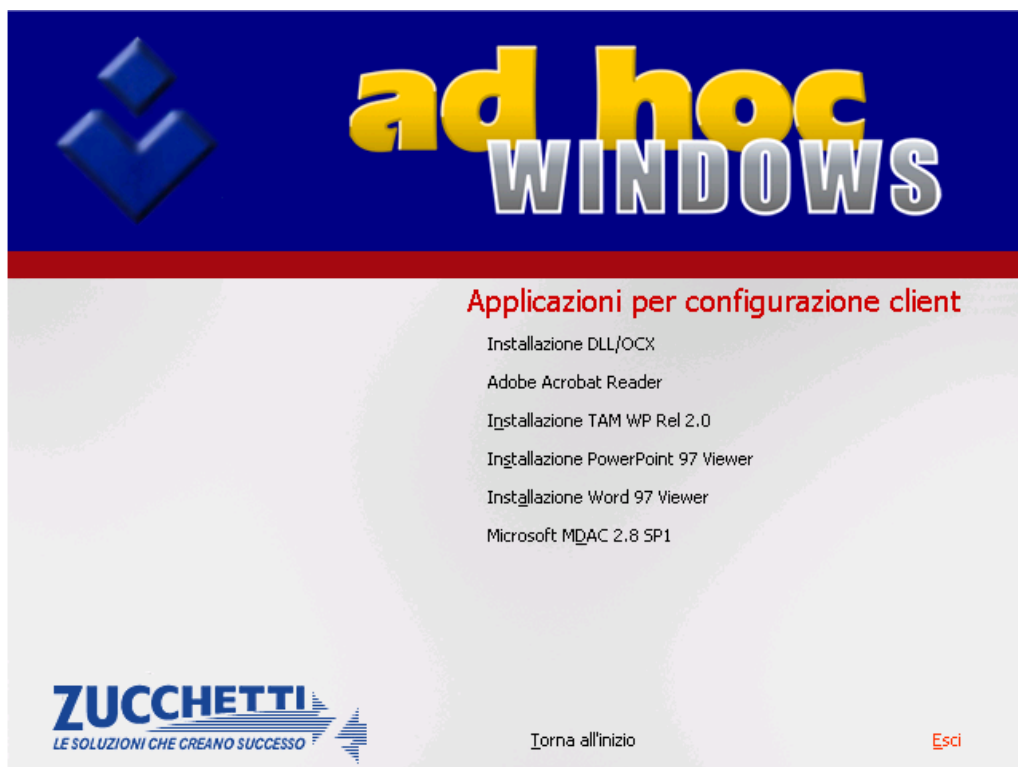 ad hoc
WINDOWS
Applicazioni per configurazione client
Installazione DLL/OCX
Adobe Acrobat Reader
Installazione TAM WP Rel 2.0
Installazione PowerPoint 97 Viewer
Installazione Word 97 Viewer
Microsoft MDAC 2.8 SP1
ZUCCHETTI
LE SOLUZIONI CHE CREANO SUCCESSO
Torna all'inizio
Esci